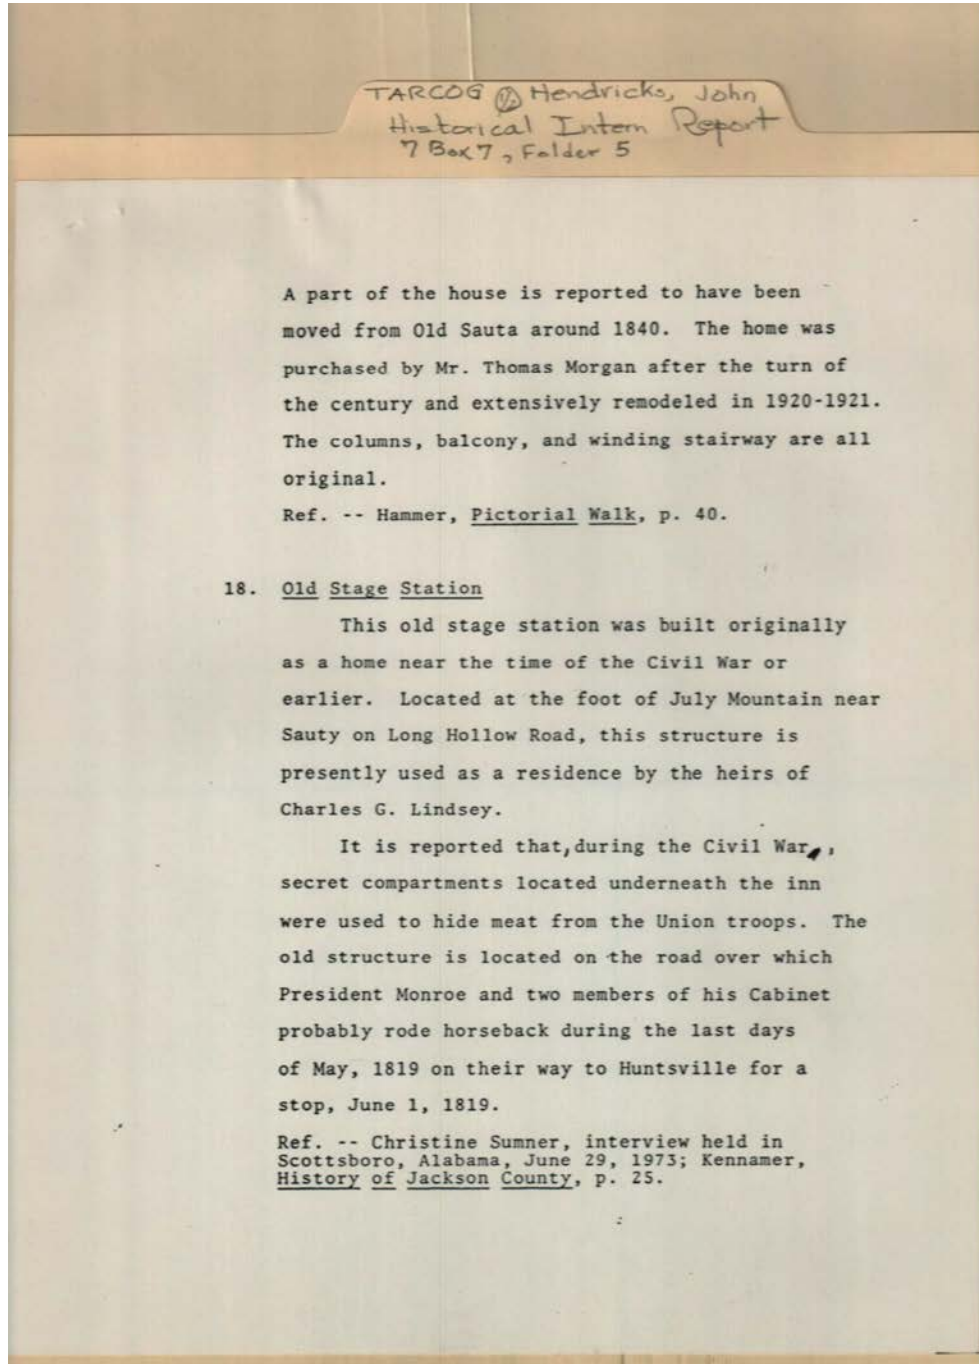 TARCOG Hendricks, John
Historical Intern Report
7 Box 7, Folder 5
A part of the house is reported to have been
moved from Old Sauta around 1840.  The home was
purchased by Mr. Thomas Morgan after the turn of
the century and extensively remodeled in 1920-1921.
The columns, balcony, and winding stairway are all
original.
Ref. -- Hammer, Pictorial Walk, p. 40.
18.  Old Stage Station
This old stage station was built originally
as a home near the time of the Civil War or
earlier.  Located at the foot of July Mountain near
Sauty on Long Hollow Road, this structure is
presently used as a residence by the heirs of
Charles G. Lindsey.
It is reported that, during the Civil War,
secret compartments located underneath the inn
were used to hide meat from the Union troops.  The
old structure is located on the road over which
President Monroe and two members of his Cabinet
probably rode horseback during the last days
of May, 1819 on their way to Huntsville for a
stop, June 1, 1819.
Ref. -- Christine Sumner, interview held in
Scottsboro, Alabama, June 29, 1973; Kennamer,
History of Jackson County, p. 25.